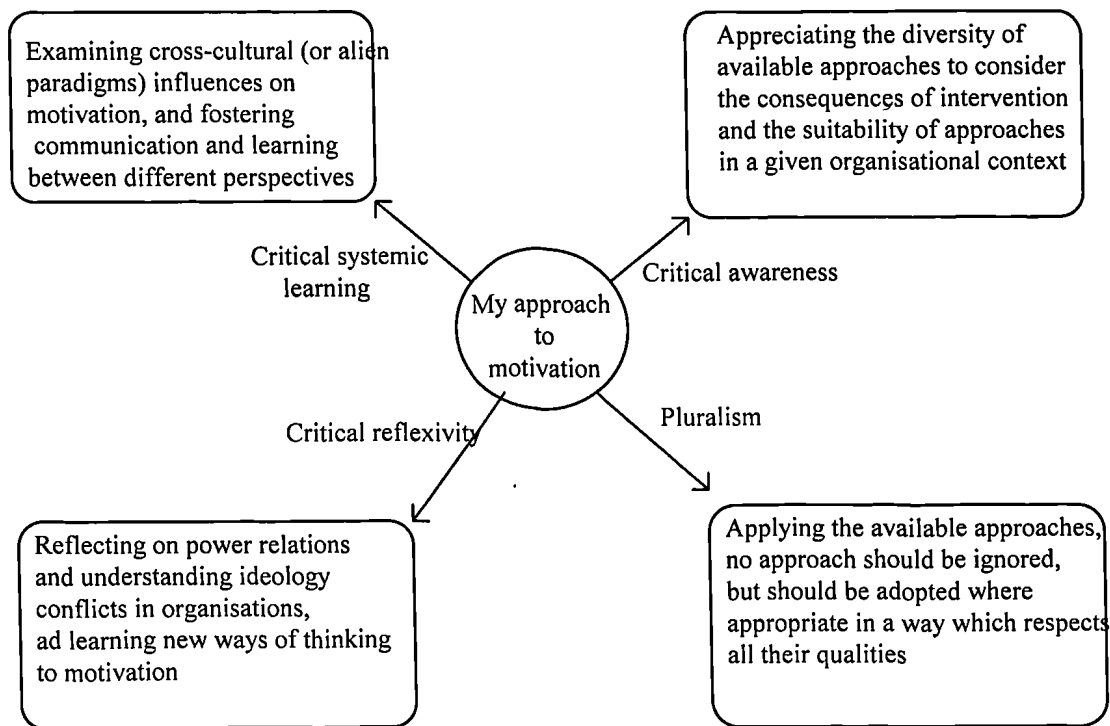 Examining cross-cultural (or alien
paradigms) influences on
motivation, and fostering
communication and learning
between different perspectives
Appreciating the diversity of
available approaches to consider
the consequences of intervention
and the suitability of approaches
in a given organisational context
Critical systemic
learning
Critical awareness
My approach
to
motivation
Critical reflexivity
Pluralism
Reflecting on power relations
and understanding ideology
conflicts in organisations,
ad learning new ways of thinking
to motivation
Applying the available approaches,
no approach should be ignored,
but should be adopted where
appropriate in a way which respects
all their qualities